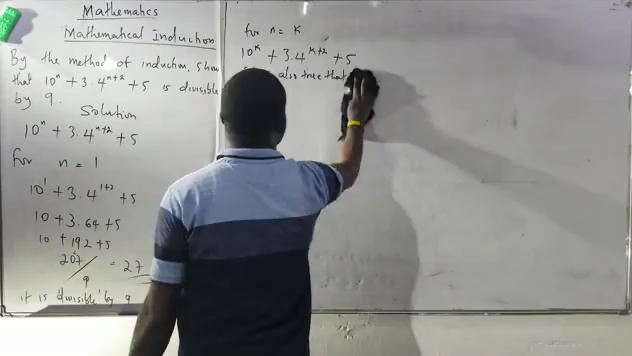 Mathematics
Mathematical Induction
By the method of induction, show
that 10ⁿ + 3.4ⁿ⁺² + 5 is divisible
by 9.
Solution
10ⁿ + 3.4ⁿ⁺² + 5
for n = 1
10¹ + 3.4¹⁺² + 5
10 + 3.64 + 5
10 + 192 + 5
207/9 = 27
it is divisible by 9
for n = K
10ᴷ + 3.4ᴷ⁺² + 5
also true that